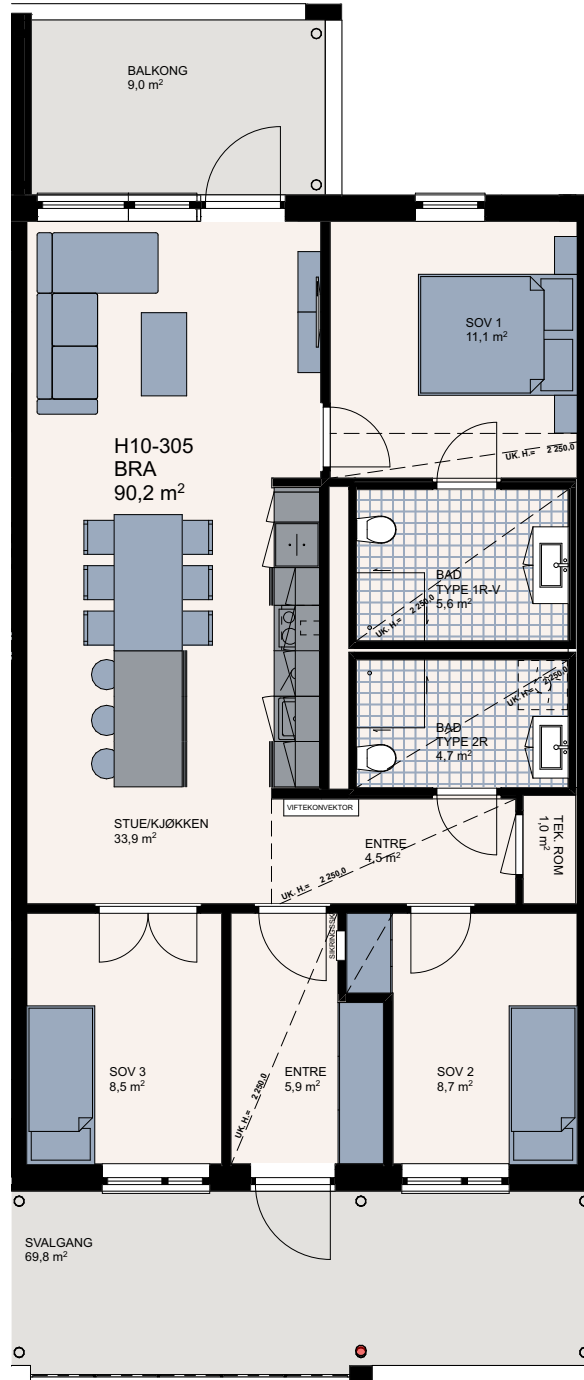 BALKONG
9,0 m²
SOV 1
11,1 m²
UK. H.= 2 250,0
H10-305
BRA
90,2 m²
BAD
TYPE 1R-V
5,6 m²
UK. H.= 2 250,0
BAD
TYPE 2R
4,7 m²
UK. H.= 2 250,0
VIFTEKONVEKTOR
STUE/KJØKKEN
33,9 m²
ENTRE
4,5 m²
TEK. ROM
1,0 m²
UK. H.= 2 250,0
SIKRINGSSK
SOV 3
8,5 m²
ENTRE
5,9 m²
SOV 2
8,7 m²
UK. H.= 2 250,0
SVALGANG
69,8 m²